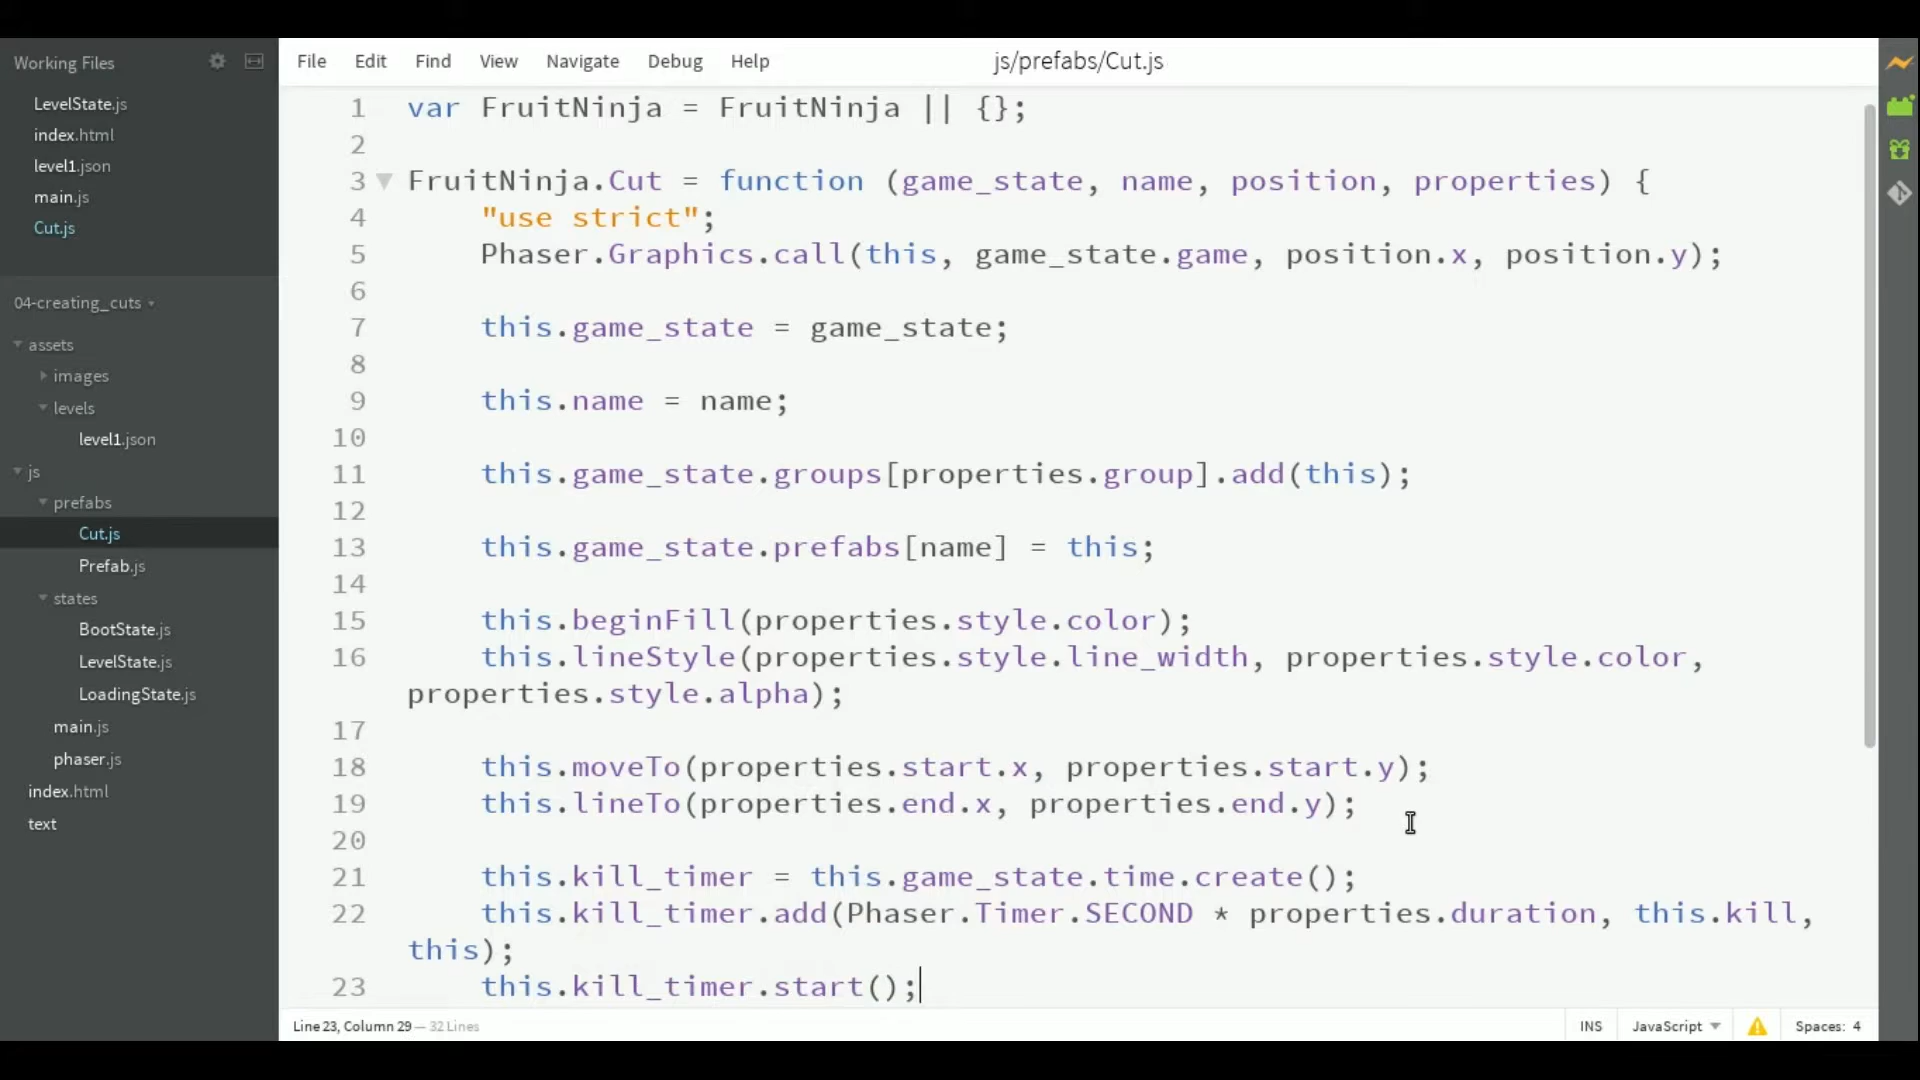 Working Files
LevelState.js
index.html
level1.json
main.js
Cut.js
04-creating_cuts
assets
images
levels
level1.json
js
prefabs
Cut.js
Prefab.js
states
BootState.js
LevelState.js
LoadingState.js
main.js
phaser.js
index.html
text
File Edit Find View Navigate Debug Help
js/prefabs/Cut.js
1 var FruitNinja = FruitNinja || {};
2
3 FruitNinja.Cut = function (game_state, name, position, properties) {
4 "use strict";
5 Phaser.Graphics.call(this, game_state.game, position.x, position.y);
6
7 this.game_state = game_state;
8
9 this.name = name;
10
11 this.game_state.groups[properties.group].add(this);
12
13 this.game_state.prefabs[name] = this;
14
15 this.beginFill(properties.style.color);
16 this.lineStyle(properties.style.line_width, properties.style.color,
properties.style.alpha);
17
18 this.moveTo(properties.start.x, properties.start.y);
19 this.lineTo(properties.end.x, properties.end.y);
20
21 this.kill_timer = this.game_state.time.create();
22 this.kill_timer.add(Phaser.Timer.SECOND * properties.duration, this.kill,
this);
23 this.kill_timer.start();
Line 23, Column 29 — 32 Lines
INS
JavaScript
Spaces: 4